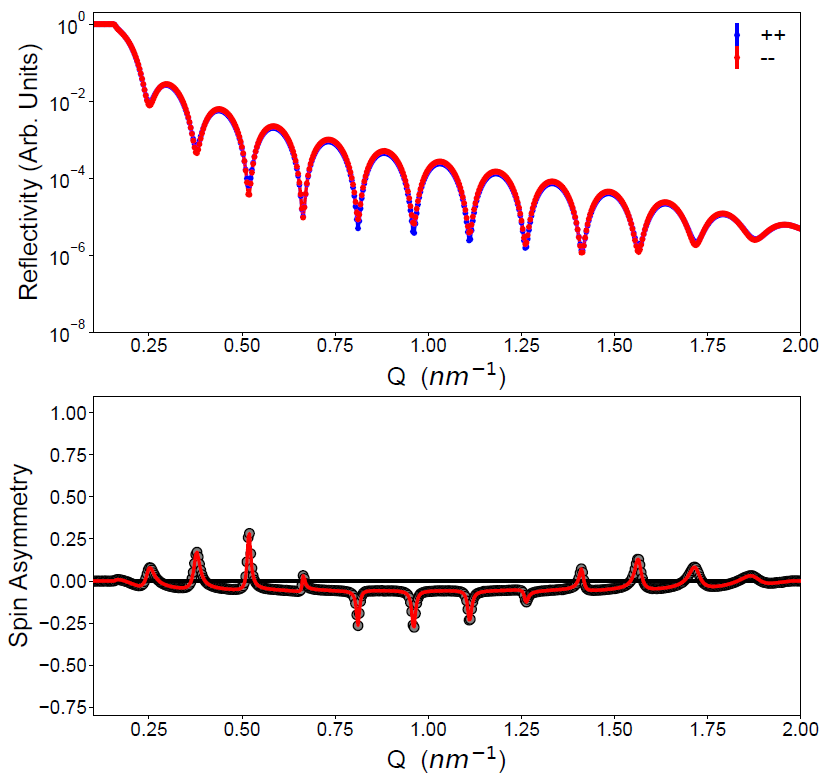 Reflectivity (Arb. Units)
10^0
10^-2
10^-4
10^-6
10^-8
++
--
0.25 0.50 0.75 1.00 1.25 1.50 1.75 2.00
Q (nm^-1)
Spin Asymmetry
1.00
0.75
0.50
0.25
0.00
−0.25
−0.50
−0.75
0.25 0.50 0.75 1.00 1.25 1.50 1.75 2.00
Q (nm^-1)